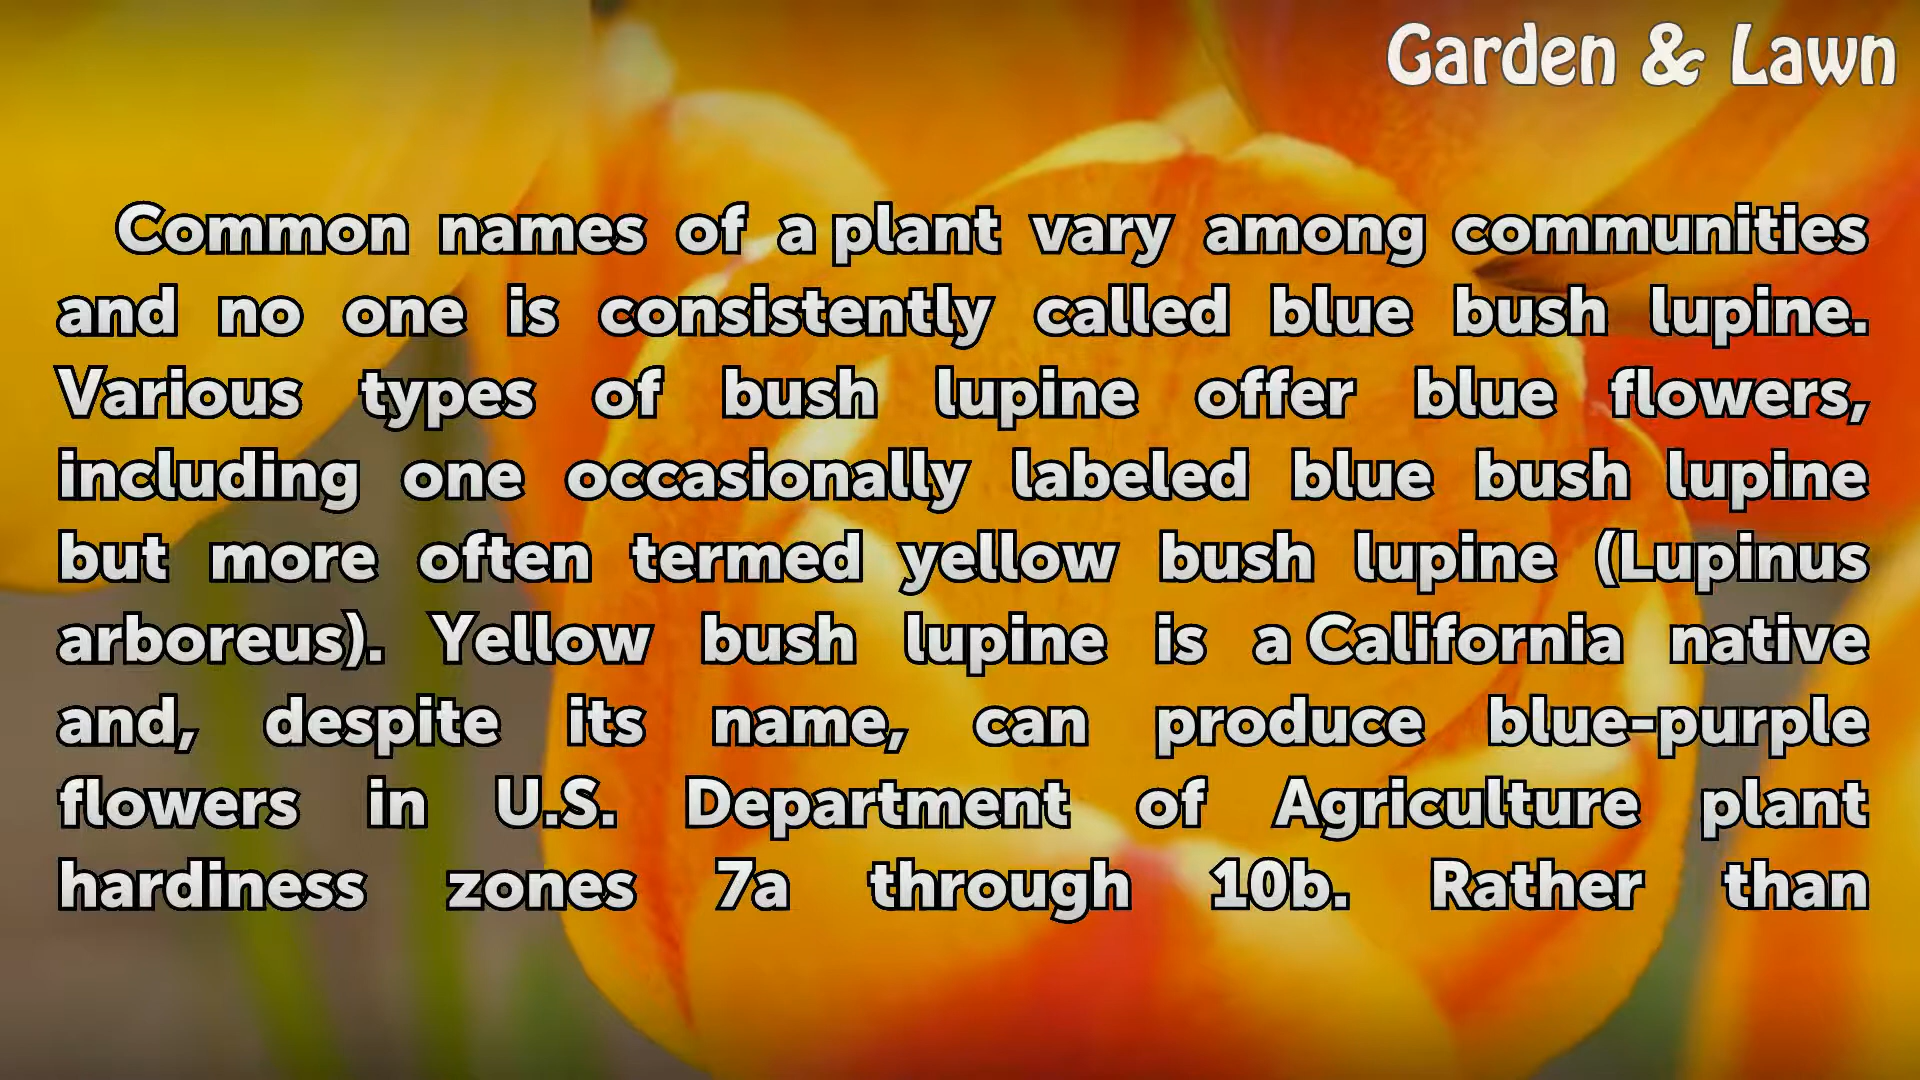 Garden & Lawn
Common names of a plant vary among communities
and no one is consistently called blue bush lupine.
Various types of bush lupine offer blue flowers,
including one occasionally labeled blue bush lupine
but more often termed yellow bush lupine (Lupinus
arboreus). Yellow bush lupine is a California native
and, despite its name, can produce blue-purple
flowers in U.S. Department of Agriculture plant
hardiness zones 7a through 10b. Rather than